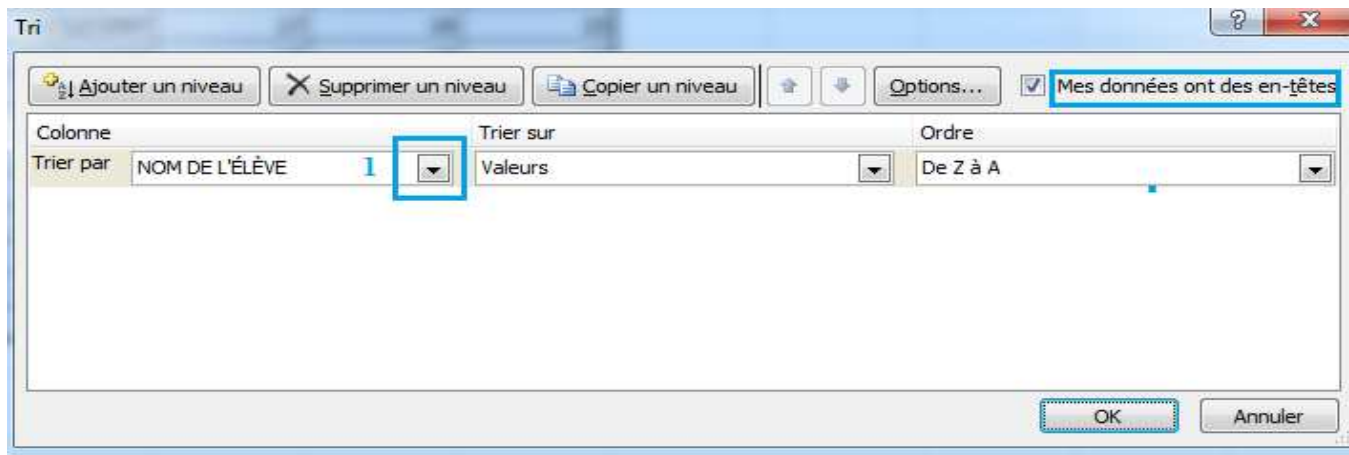 Tri
Ajouter un niveau Supprimer un niveau Copier un niveau Options... Mes données ont des en-têtes
Colonne Trier sur Ordre
Trier par NOM DE L'ÉLÈVE 1 Valeurs De Z à A
OK Annuler